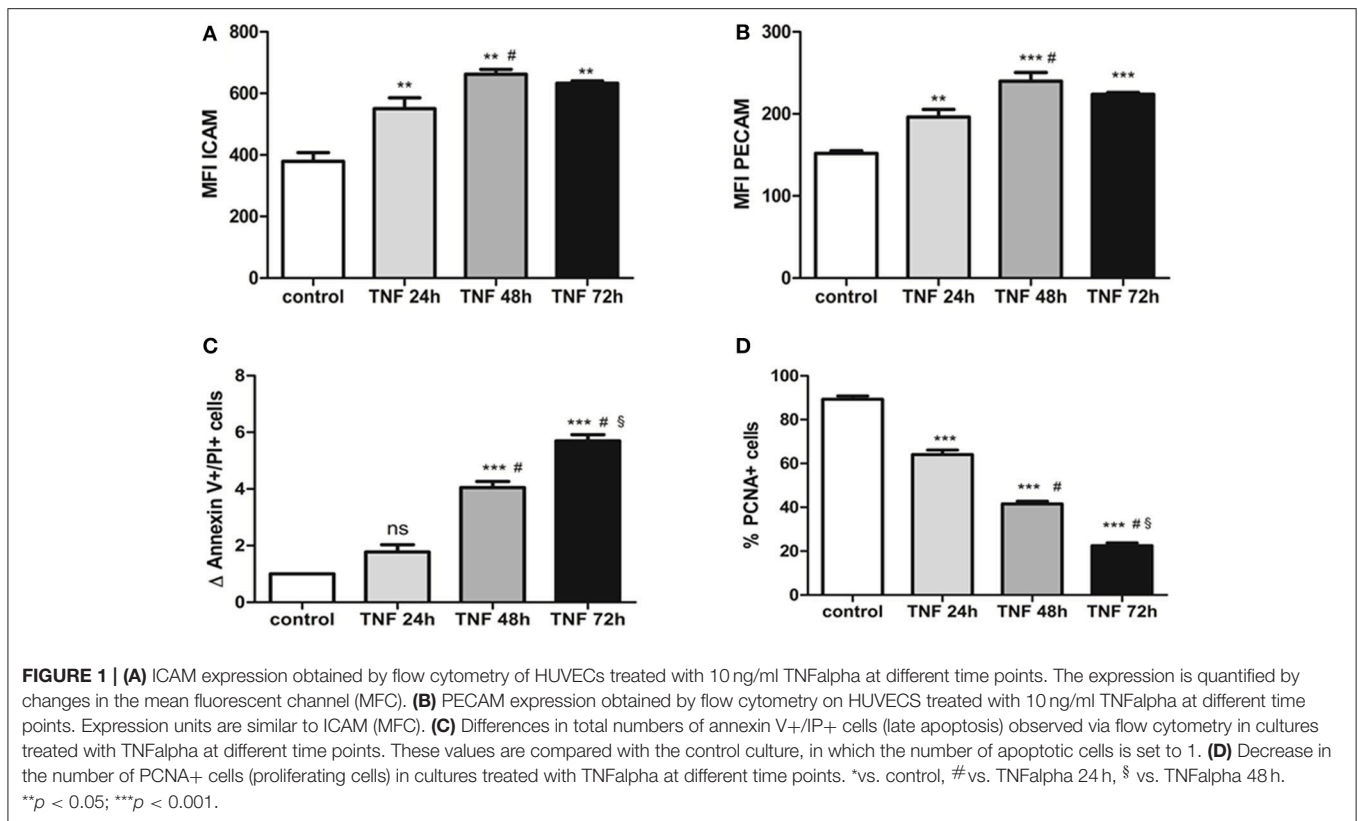 A
MFI ICAM
800
600
400
200
0
**
** #
**
control TNF 24h TNF 48h TNF 72h
B
MFI PECAM
300
200
100
0
**
*** #
***
control TNF 24h TNF 48h TNF 72h
C
Δ Annexin V+/PI+ cells
8
6
4
2
0
ns
*** #
*** # §
control TNF 24h TNF 48h TNF 72h
D
% PCNA+ cells
100
80
60
40
20
0
***
*** #
*** # §
control TNF 24h TNF 48h TNF 72h
FIGURE 1 | (A) ICAM expression obtained by flow cytometry of HUVECs treated with 10 ng/ml TNFalpha at different time points. The expression is quantified by
changes in the mean fluorescent channel (MFC). (B) PECAM expression obtained by flow cytometry on HUVECS treated with 10 ng/ml TNFalpha at different time
points. Expression units are similar to ICAM (MFC). (C) Differences in total numbers of annexin V+/IP+ cells (late apoptosis) observed via flow cytometry in cultures
treated with TNFalpha at different time points. These values are compared with the control culture, in which the number of apoptotic cells is set to 1. (D) Decrease in
the number of PCNA+ cells (proliferating cells) in cultures treated with TNFalpha at different time points. *vs. control, #vs. TNFalpha 24 h, § vs. TNFalpha 48 h.
**p < 0.05; ***p < 0.001.